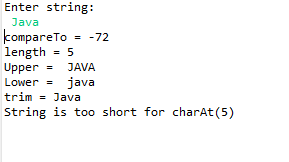 Enter string:
 Java
compareTo = -72
length = 5
Upper =  JAVA
Lower =  java
trim = Java
String is too short for charAt(5)